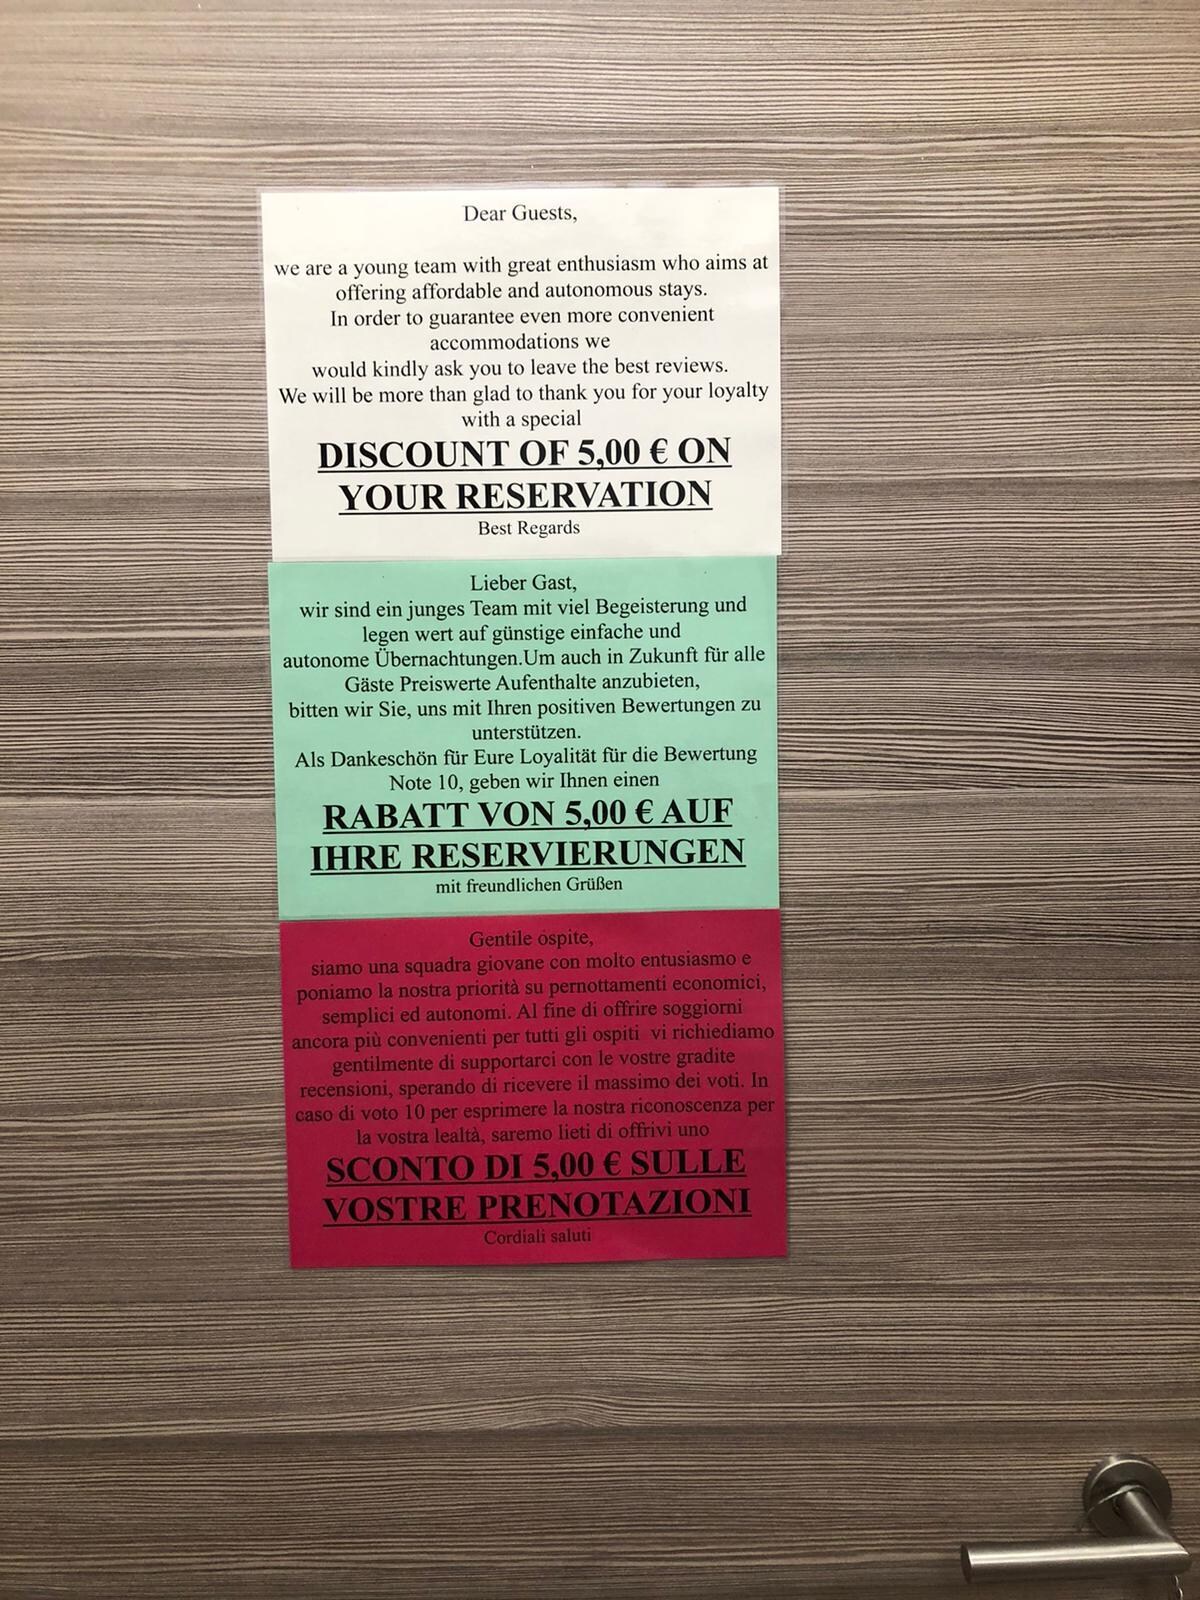 Dear Guests,
we are a young team with great enthusiasm who aims at
offering affordable and autonomous stays.
In order to guarantee even more convenient
accommodations we
would kindly ask you to leave the best reviews.
We will be more than glad to thank you for your loyalty
with a special
DISCOUNT OF 5,00 € ON
YOUR RESERVATION
Best Regards
Lieber Gast,
wir sind ein junges Team mit viel Begeisterung und
legen wert auf günstige einfache und
autonome Übernachtungen.Um auch in Zukunft für alle
Gäste Preiswerte Aufenthalte anzubieten,
bitten wir Sie, uns mit Ihren positiven Bewertungen zu
unterstützen.
Als Dankeschön für Eure Loyalität für die Bewertung
Note 10, geben wir Ihnen einen
RABATT VON 5,00 € AUF
IHRE RESERVIERUNGEN
mit freundlichen Grüßen
Gentile ospite,
siamo una squadra giovane con molto entusiasmo e
poniamo la nostra priorità su pernottamenti economici,
semplici ed autonomi. Al fine di offrire soggiorni
ancora più convenienti per tutti gli ospiti vi richiediamo
gentilmente di supportarci con le vostre gradite
recensioni, sperando di ricevere il massimo dei voti. In
caso di voto 10 per esprimere la nostra riconoscenza per
la vostra lealtà, saremo lieti di offrivi uno
SCONTO DI 5,00 € SULLE
VOSTRE PRENOTAZIONI
Cordiali saluti